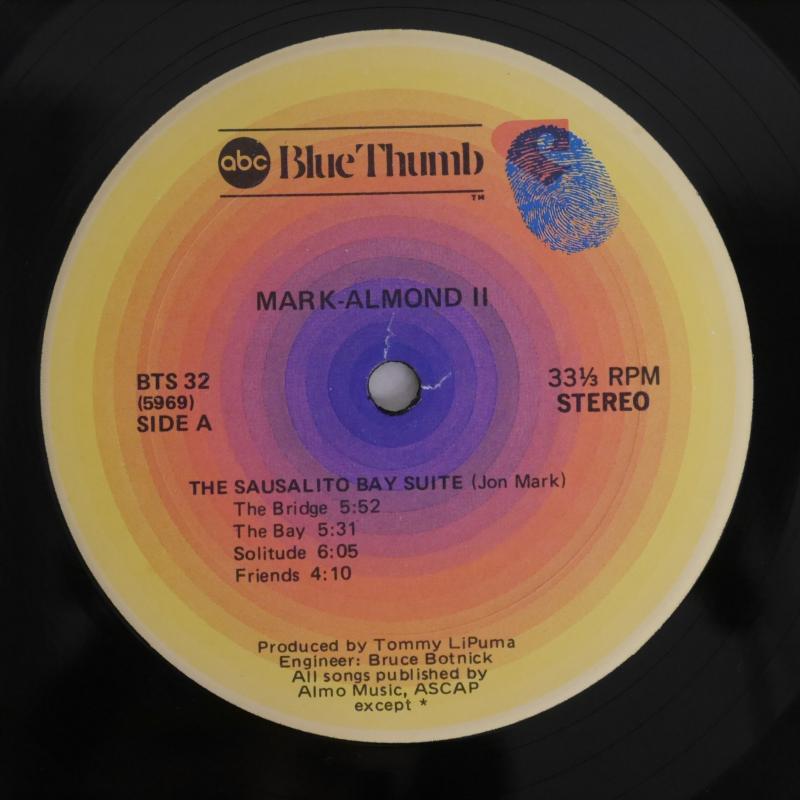 abc Blue Thumb
™
MARK-ALMOND II
BTS 32
(5969)
SIDE A
33⅓ RPM
STEREO
THE SAUSALITO BAY SUITE (Jon Mark)
The Bridge 5:52
The Bay 5:31
Solitude 6:05
Friends 4:10
Produced by Tommy LiPuma
Engineer: Bruce Botnick
All songs published by
Almo Music, ASCAP
except *